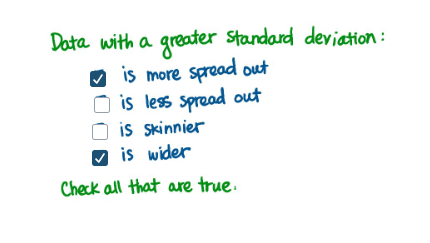 Data with a greater standard deviation:
is more spread out
is less spread out
is skinnier
is wider
Check all that are true.